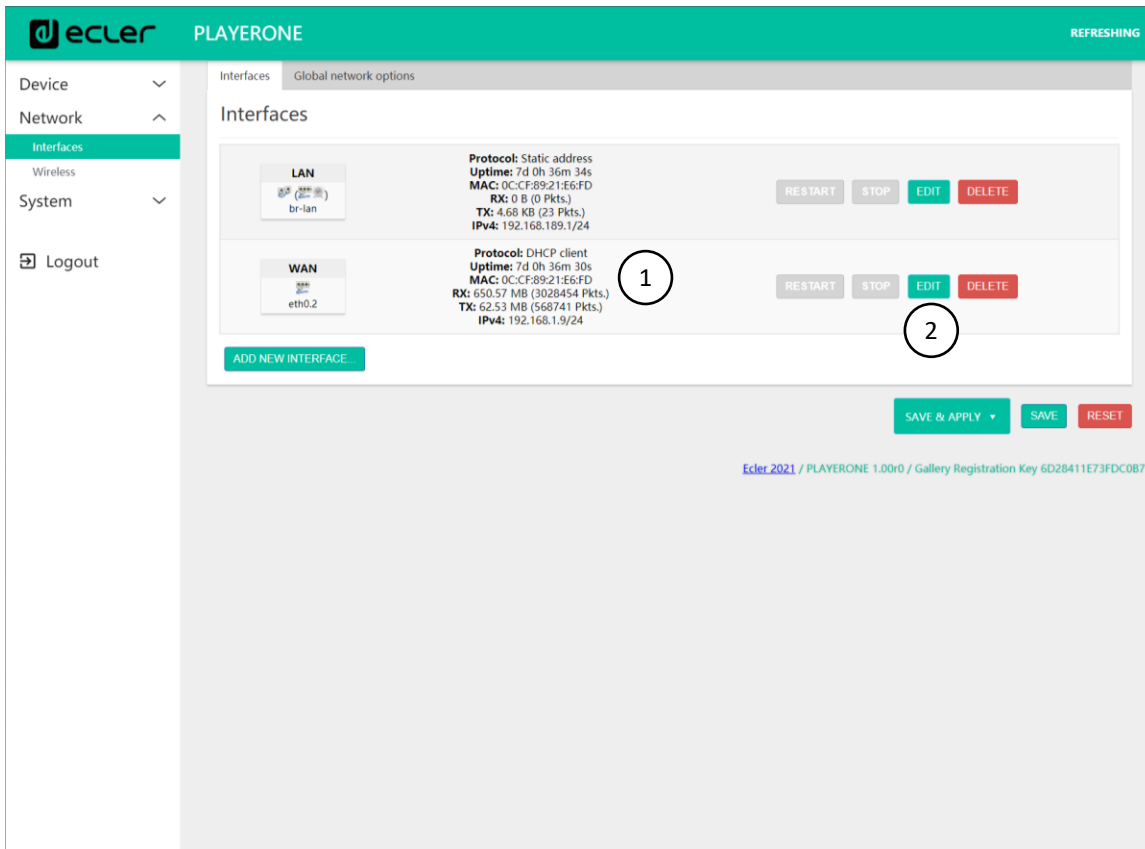 ecler
PLAYERONE
REFRESHING
Device
Network
Interfaces
Wireless
System
Logout
Interfaces
Global network options
Interfaces
LAN
br-lan
Protocol: Static address
Uptime: 7d 0h 36m 34s
MAC: 0C:CF:89:21:E6:FD
RX: 0 B (0 Pkts.)
TX: 4.68 KB (23 Pkts.)
IPv4: 192.168.189.1/24
RESTART STOP EDIT DELETE
WAN
eth0.2
Protocol: DHCP client
Uptime: 7d 0h 36m 30s
MAC: 0C:CF:89:21:E6:FD
RX: 650.57 MB (3028454 Pkts.)
TX: 62.53 MB (568741 Pkts.)
IPv4: 192.168.1.9/24
1
RESTART STOP EDIT DELETE
2
ADD NEW INTERFACE...
SAVE & APPLY SAVE RESET
Ecler 2021 / PLAYERONE 1.00r0 / Gallery Registration Key 6D28411E73FDC0B7